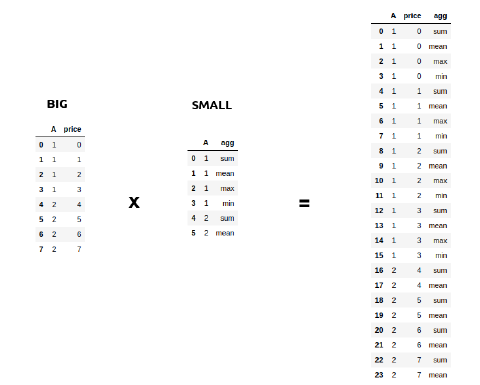 BIG
A price
0 1 0
1 1 1
2 1 2
3 1 3
4 2 4
5 2 5
6 2 6
7 2 7
X
SMALL
A agg
0 1 sum
1 1 mean
2 1 max
3 1 min
4 2 sum
5 2 mean
=
A price agg
0 1 0 sum
1 1 0 mean
2 1 0 max
3 1 0 min
4 1 1 sum
5 1 1 mean
6 1 1 max
7 1 1 min
8 1 2 sum
9 1 2 mean
10 1 2 max
11 1 2 min
12 1 3 sum
13 1 3 mean
14 1 3 max
15 1 3 min
16 2 4 sum
17 2 4 mean
18 2 5 sum
19 2 5 mean
20 2 6 sum
21 2 6 mean
22 2 7 sum
23 2 7 mean